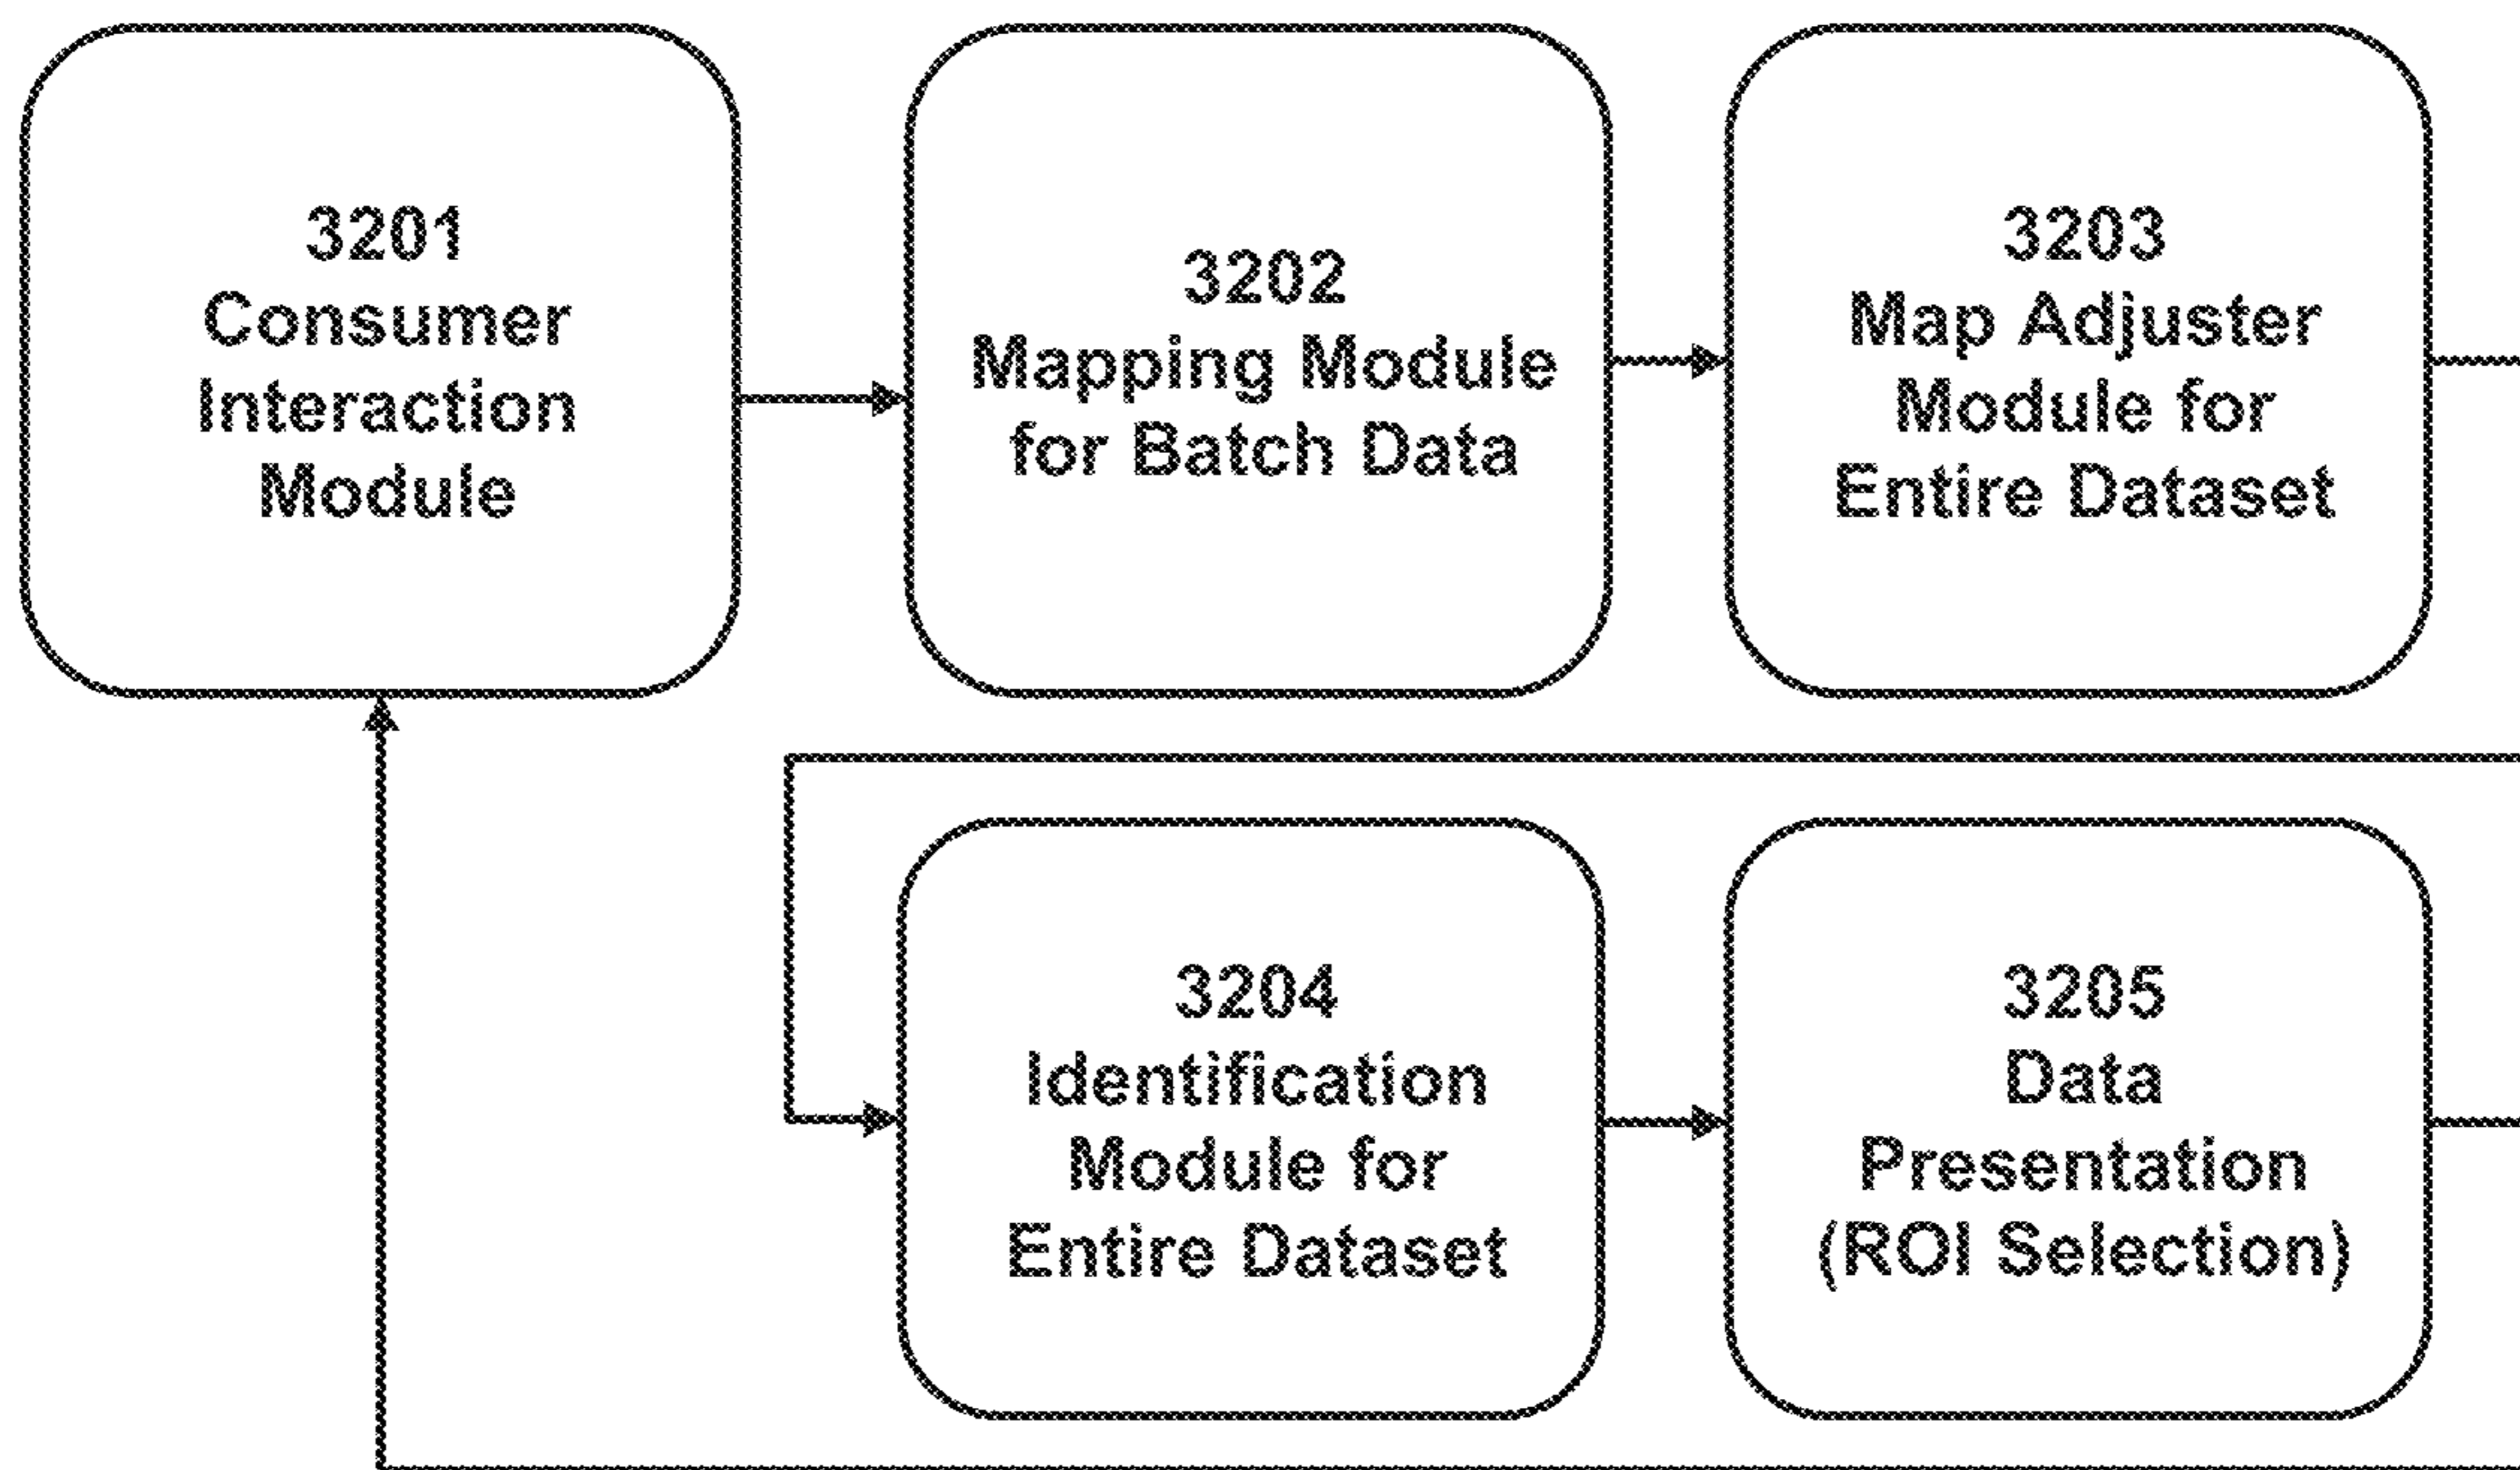 3201
Consumer
Interaction
Module
3202
Mapping Module
for Batch Data
3203
Map Adjuster
Module for
Entire Dataset
3204
Identification
Module for
Entire Dataset
3205
Data
Presentation
(ROI Selection)